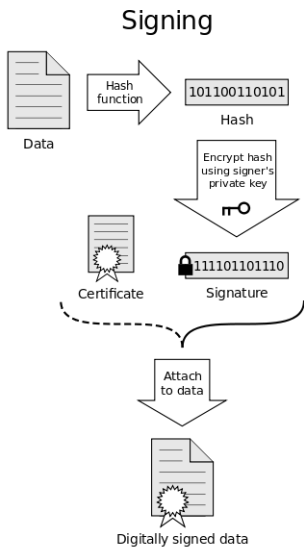 Signing
Hash
function
101100110101
Data
Hash
Encrypt hash
using signer's
private key
111101101110
Certificate
Signature
Attach
to data
Digitally signed data